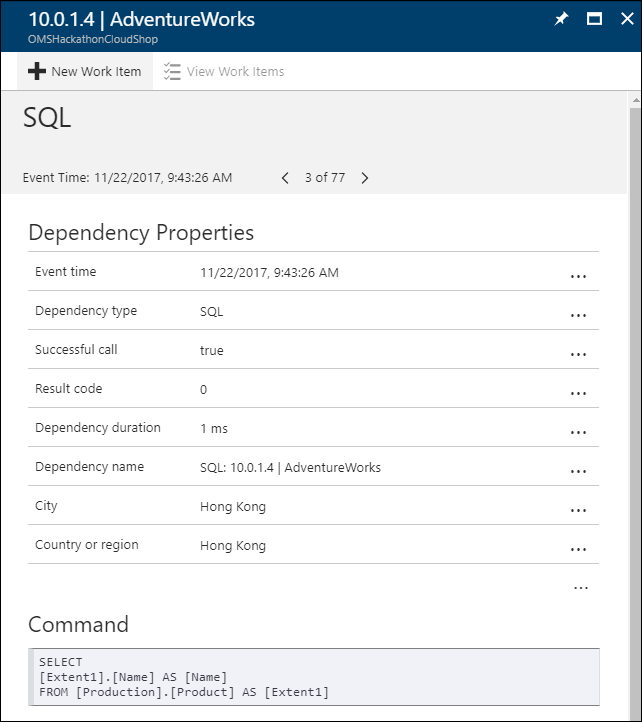 10.0.1.4 | AdventureWorks
OMSHackathonCloudShop
New Work Item View Work Items
SQL
Event Time: 11/22/2017, 9:43:26 AM < 3 of 77 >
Dependency Properties
Event time 11/22/2017, 9:43:26 AM ...
Dependency type SQL ...
Successful call true ...
Result code 0 ...
Dependency duration 1 ms ...
Dependency name SQL: 10.0.1.4 | AdventureWorks ...
City Hong Kong ...
Country or region Hong Kong ...
...
Command
SELECT
[Extent1].[Name] AS [Name]
FROM [Production].[Product] AS [Extent1]